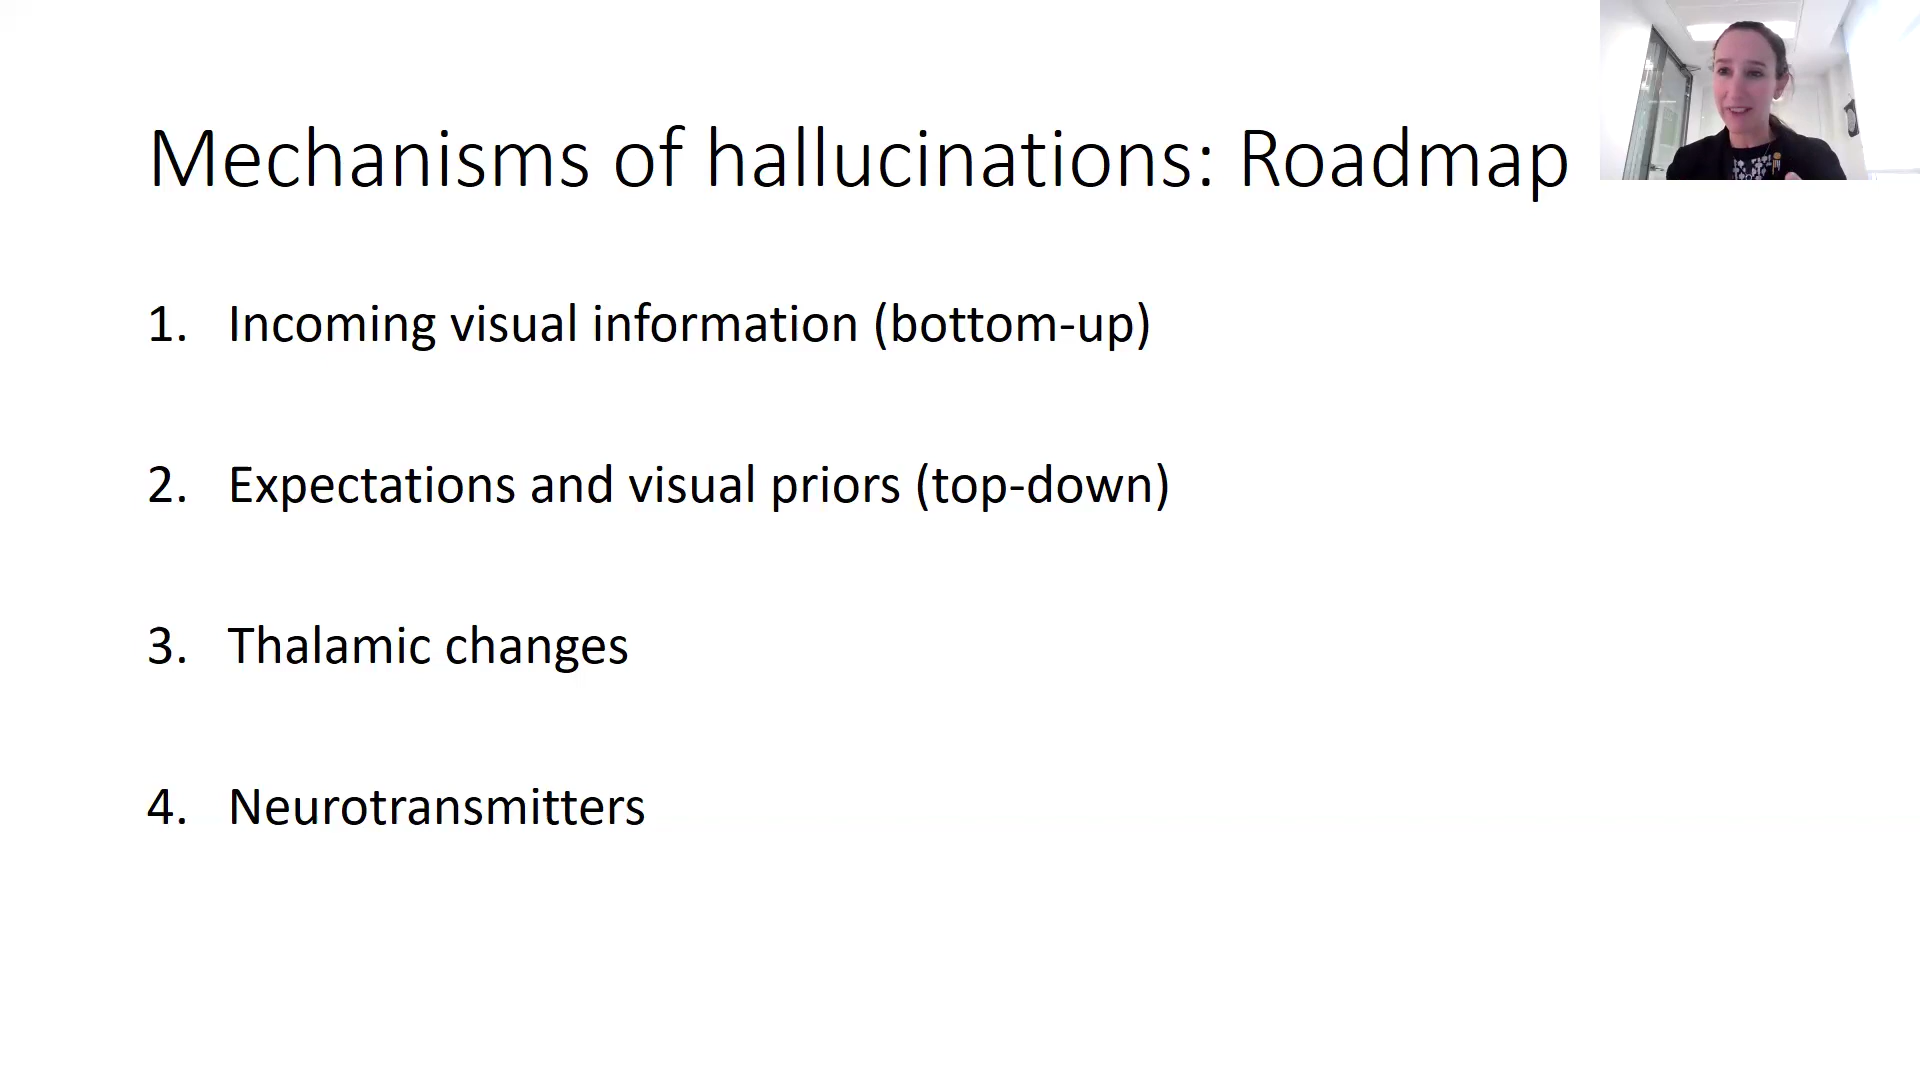 Mechanisms of hallucinations: Roadmap
1. Incoming visual information (bottom-up)
2. Expectations and visual priors (top-down)
3. Thalamic changes
4. Neurotransmitters